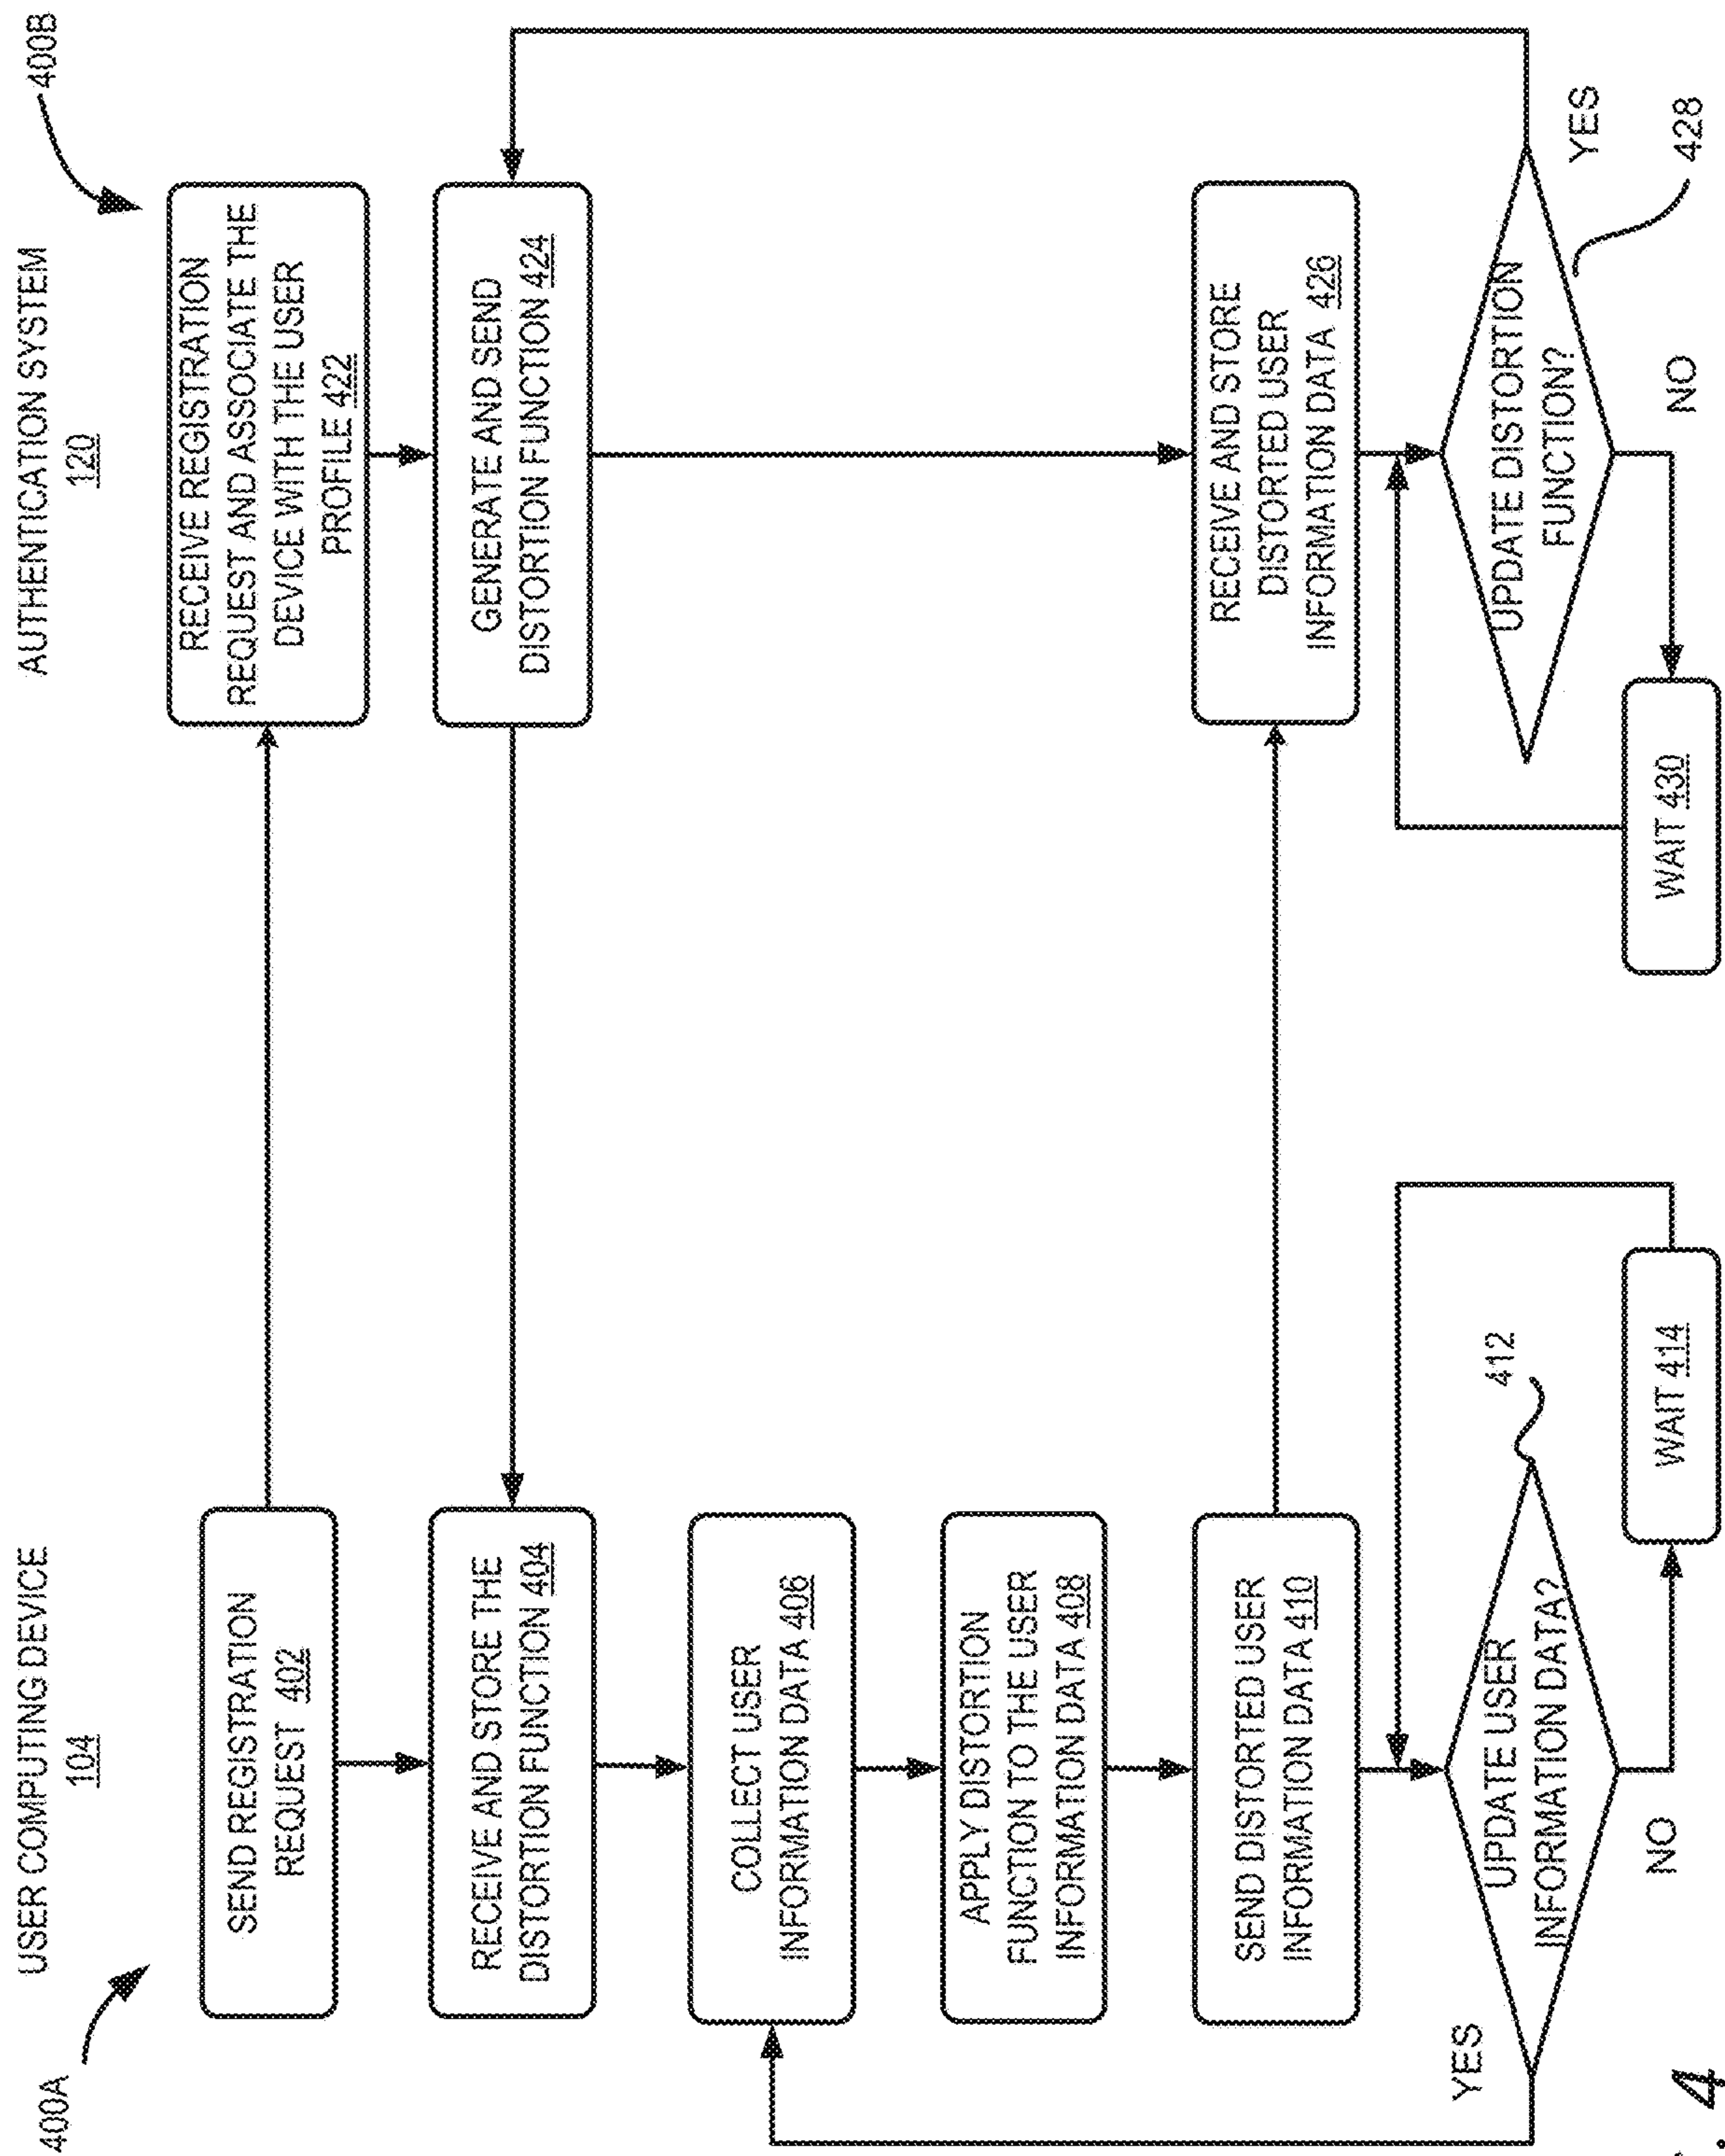 400A
USER COMPUTING DEVICE
104
AUTHENTICATION SYSTEM
120
400B
SEND REGISTRATION
REQUEST 402
RECEIVE REGISTRATION
REQUEST AND ASSOCIATE THE
DEVICE WITH THE USER
PROFILE 422
RECEIVE AND STORE THE
DISTORTION FUNCTION 404
GENERATE AND SEND
DISTORTION FUNCTION 424
COLLECT USER
INFORMATION DATA 406
APPLY DISTORTION
FUNCTION TO THE USER
INFORMATION DATA 408
SEND DISTORTED USER
INFORMATION DATA 410
RECEIVE AND STORE
DISTORTED USER
INFORMATION DATA 426
YES
UPDATE USER
INFORMATION DATA?
412
NO
WAIT 414
UPDATE DISTORTION
FUNCTION?
YES
428
NO
WAIT 430
4